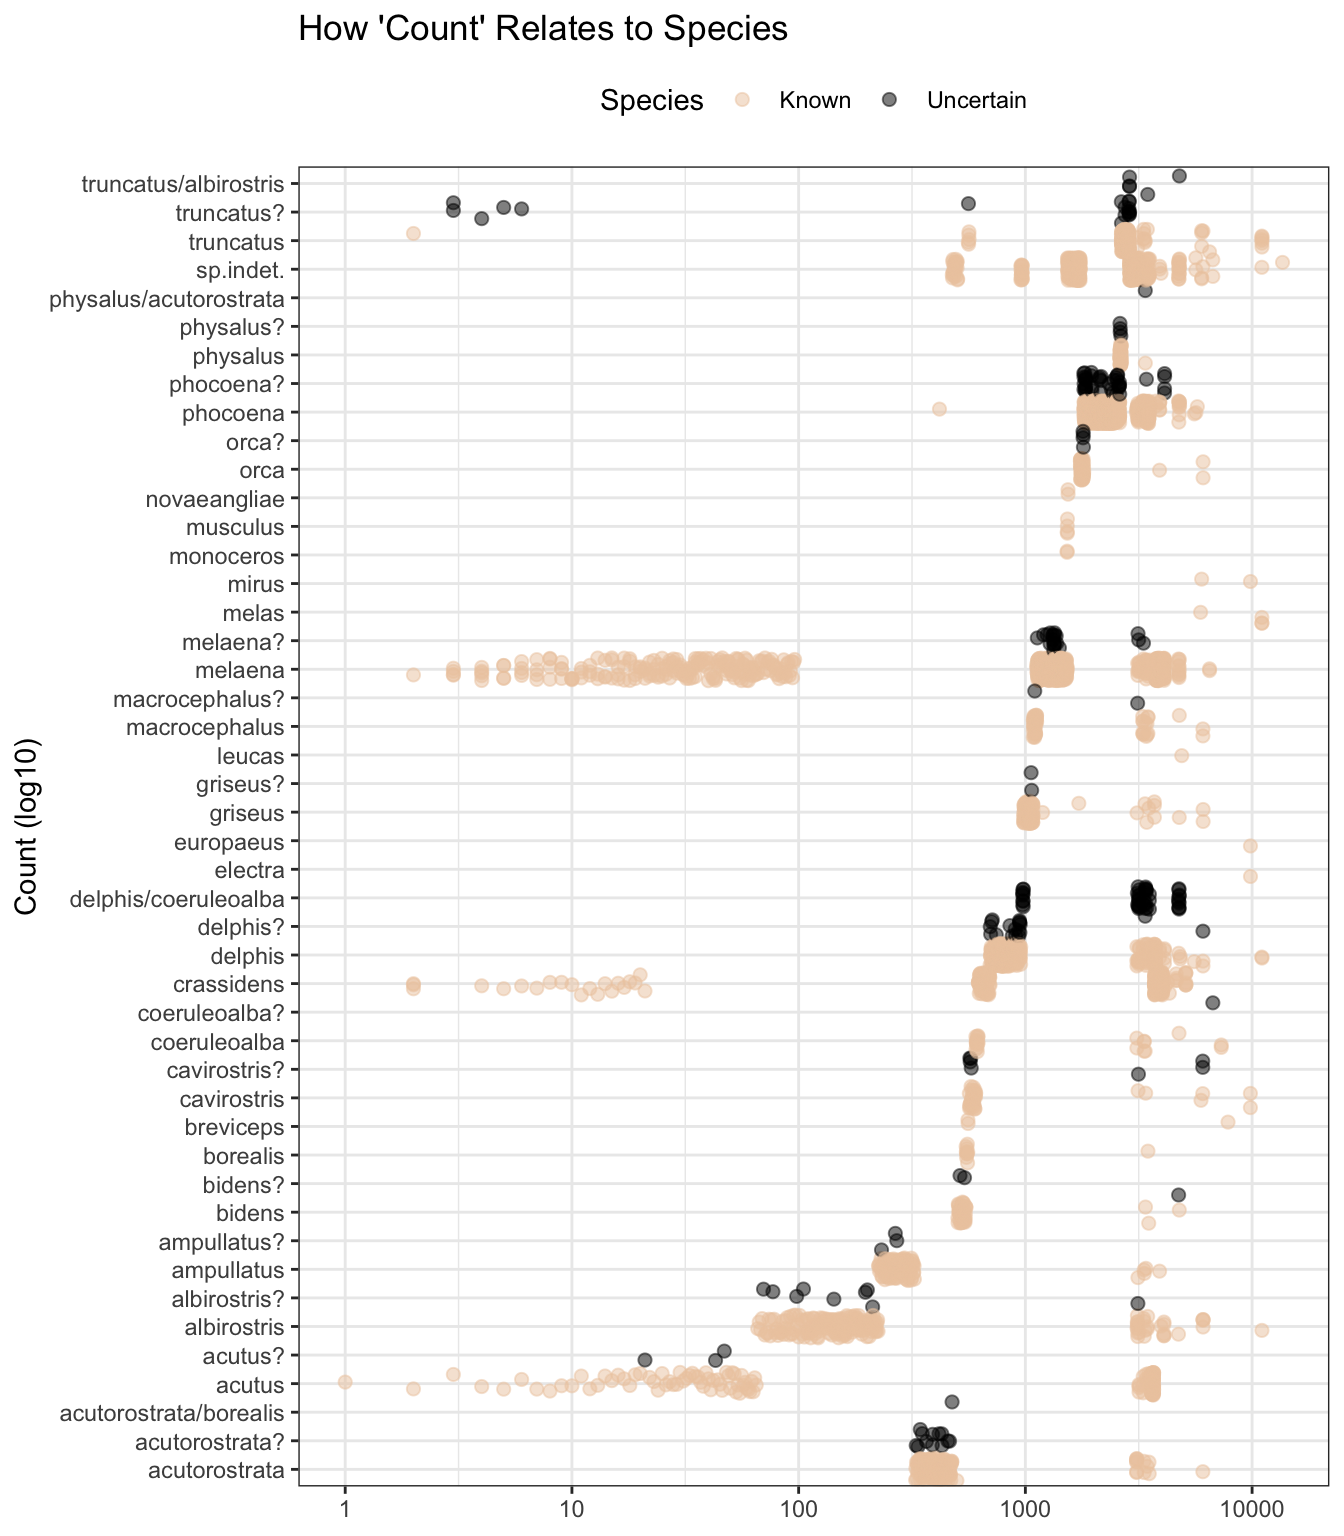 How 'Count' Relates to Species
Species Known Uncertain
truncatus/albirostris
truncatus?
truncatus
sp.indet.
physalus/acutorostrata
physalus?
physalus
phocoena?
phocoena
orca?
orca
novaeangliae
musculus
monoceros
mirus
melas
melaena?
melaena
macrocephalus?
macrocephalus
leucas
griseus?
griseus
europaeus
electra
delphis/coeruleoalba
delphis?
delphis
crassidens
coeruleoalba?
coeruleoalba
cavirostris?
cavirostris
breviceps
borealis
bidens?
bidens
ampullatus?
ampullatus
albirostris?
albirostris
acutus?
acutus
acutorostrata/borealis
acutorostrata?
acutorostrata
Count (log10)
1 10 100 1000 10000